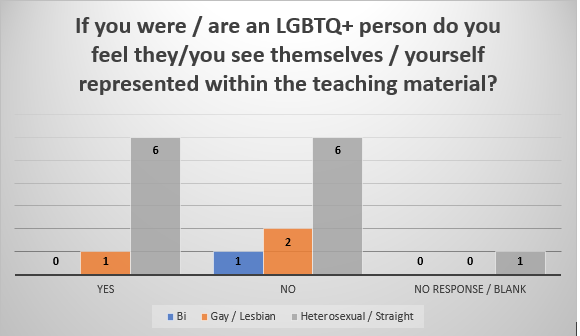 If you were / are an LGBTQ+ person do you
feel they/you see themselves / yourself
represented within the teaching material?
0
1
6
1
2
6
0
0
1
YES
NO
NO RESPONSE / BLANK
Bi
Gay / Lesbian
Heterosexual / Straight